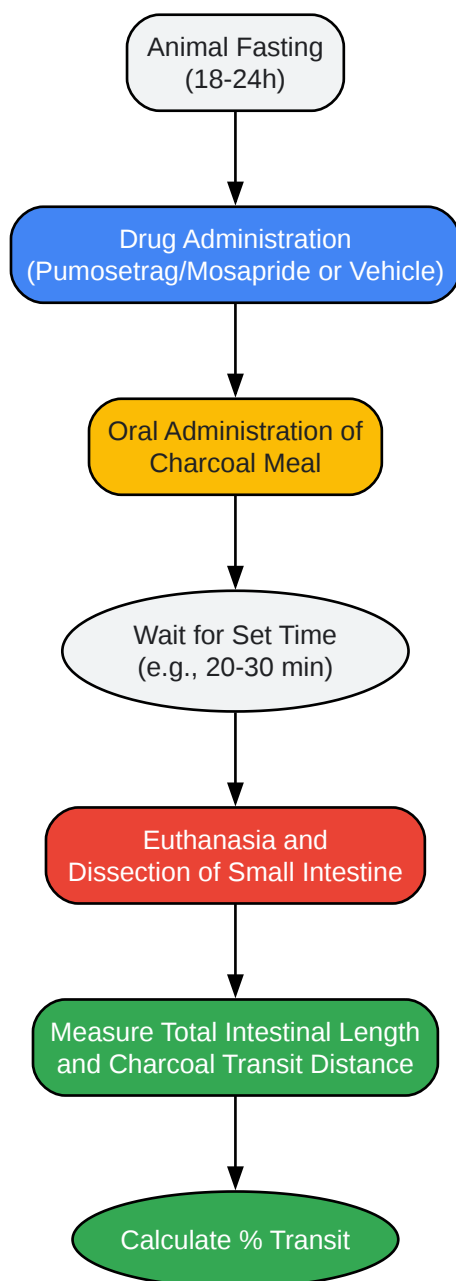 Animal Fasting
(18-24h)
Drug Administration
(Pumosetrag/Mosapride or Vehicle)
Oral Administration of
Charcoal Meal
Wait for Set Time
(e.g., 20-30 min)
Euthanasia and
Dissection of Small Intestine
Measure Total Intestinal Length
and Charcoal Transit Distance
Calculate % Transit